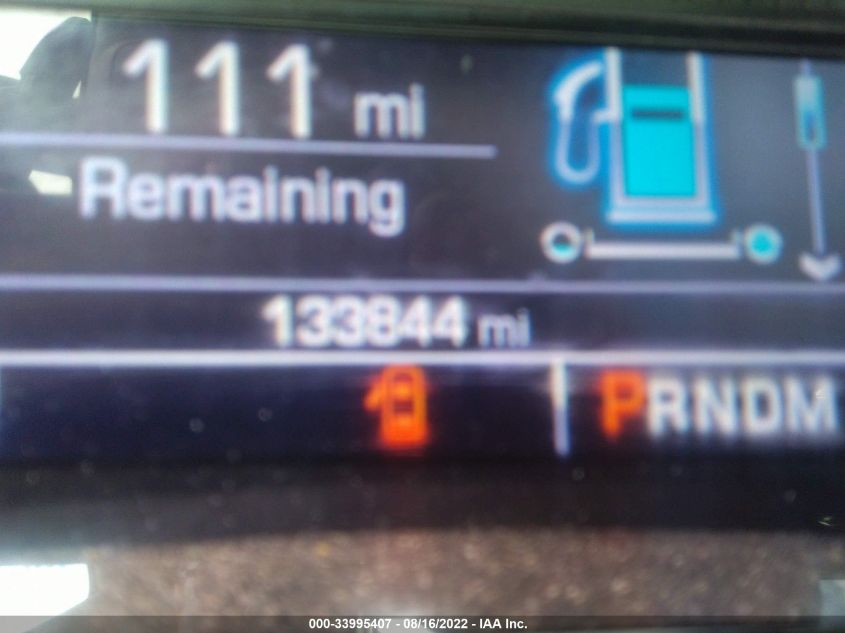 111 mi
Remaining
133844 mi
PRNDM
000-33995407 - 08/16/2022 - IAA Inc.